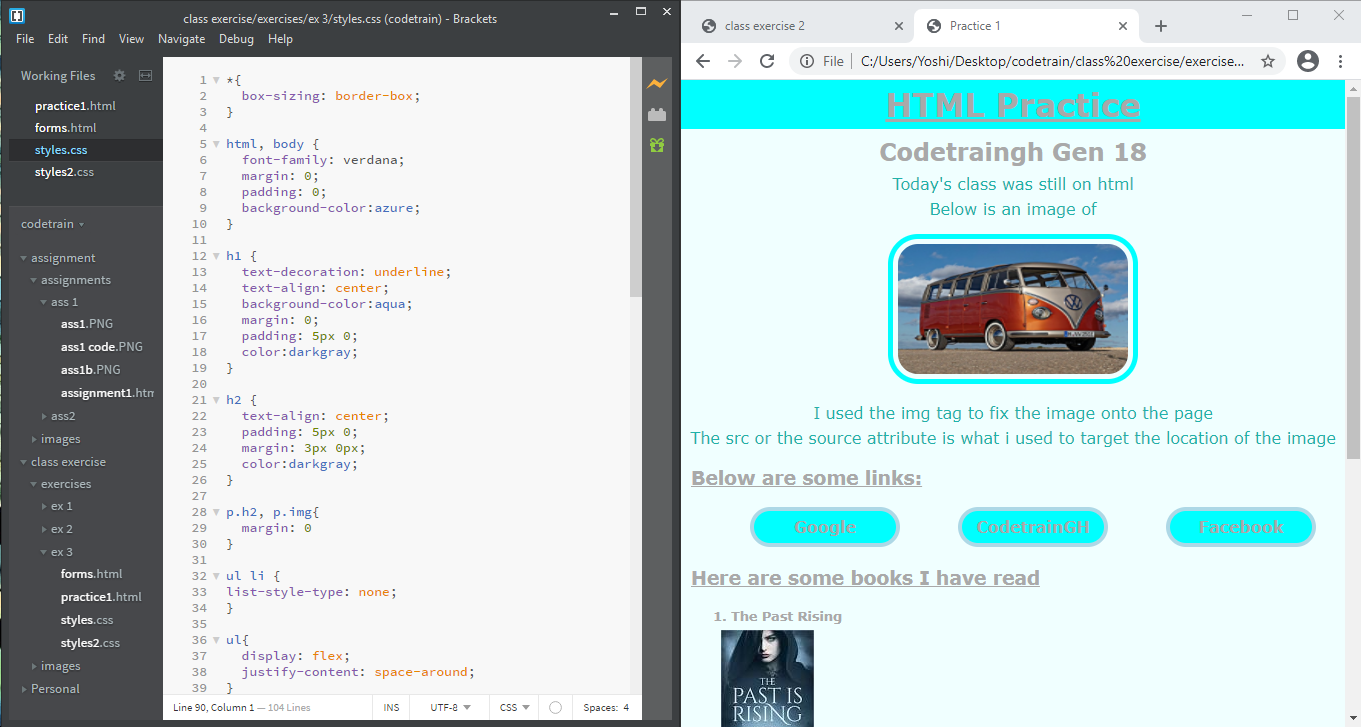 class exercise/exercises/ex 3/styles.css (codetrain) - Brackets
File Edit Find View Navigate Debug Help
Working Files
practice1.html
forms.html
styles.css
styles2.css
codetrain
assignment
assignments
ass 1
ass1.PNG
ass1 code.PNG
ass1b.PNG
assignment1.htm
ass2
images
class exercise
exercises
ex 1
ex 2
ex 3
forms.html
practice1.html
styles.css
styles2.css
images
Personal
1 *{
2 box-sizing: border-box;
3 }
4
5 html, body {
6 font-family: verdana;
7 margin: 0;
8 padding: 0;
9 background-color:azure;
10 }
11
12 h1 {
13 text-decoration: underline;
14 text-align: center;
15 background-color:aqua;
16 margin: 0;
17 padding: 5px 0;
18 color:darkgray;
19 }
20
21 h2 {
22 text-align: center;
23 padding: 5px 0;
24 margin: 3px 0px;
25 color:darkgray;
26 }
27
28 p.h2, p.img{
29 margin: 0
30 }
31
32 ul li {
33 list-style-type: none;
34 }
35
36 ul{
37 display: flex;
38 justify-content: space-around;
39 }
Line 90, Column 1 — 104 Lines INS UTF-8 CSS Spaces: 4
class exercise 2
Practice 1
File C:/Users/Yoshi/Desktop/codetrain/class%20exercise/exercise...
HTML Practice
Codetraingh Gen 18
Today's class was still on html
Below is an image of
I used the img tag to fix the image onto the page
The src or the source attribute is what i used to target the location of the image
Below are some links:
Google CodetrainGH Facebook
Here are some books I have read
1. The Past Rising
THE
PAST IS
RISING